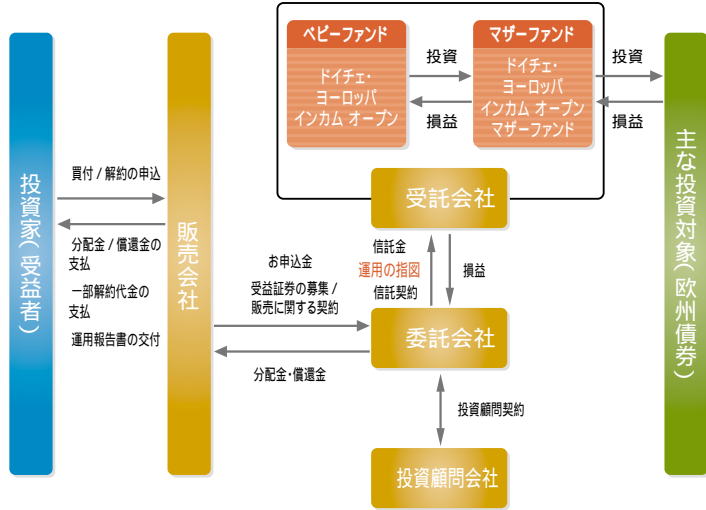 ベビーファンド
ドイチェ・
ヨーロッパ
インカム オープン
投資
損益
マザーファンド
ドイチェ・
ヨーロッパ
インカム オープン
マザーファンド
投資
損益
投資家(受益者)
買付 / 解約の申込
分配金 / 償還金の
支払
一部解約代金の
支払
運用報告書の交付
販売会社
お申込金
受益証券の募集 /
販売に関する契約
分配金・償還金
受託会社
信託金
運用の指図
信託契約
損益
委託会社
投資顧問契約
投資顧問会社
主な投資対象(欧州債券)